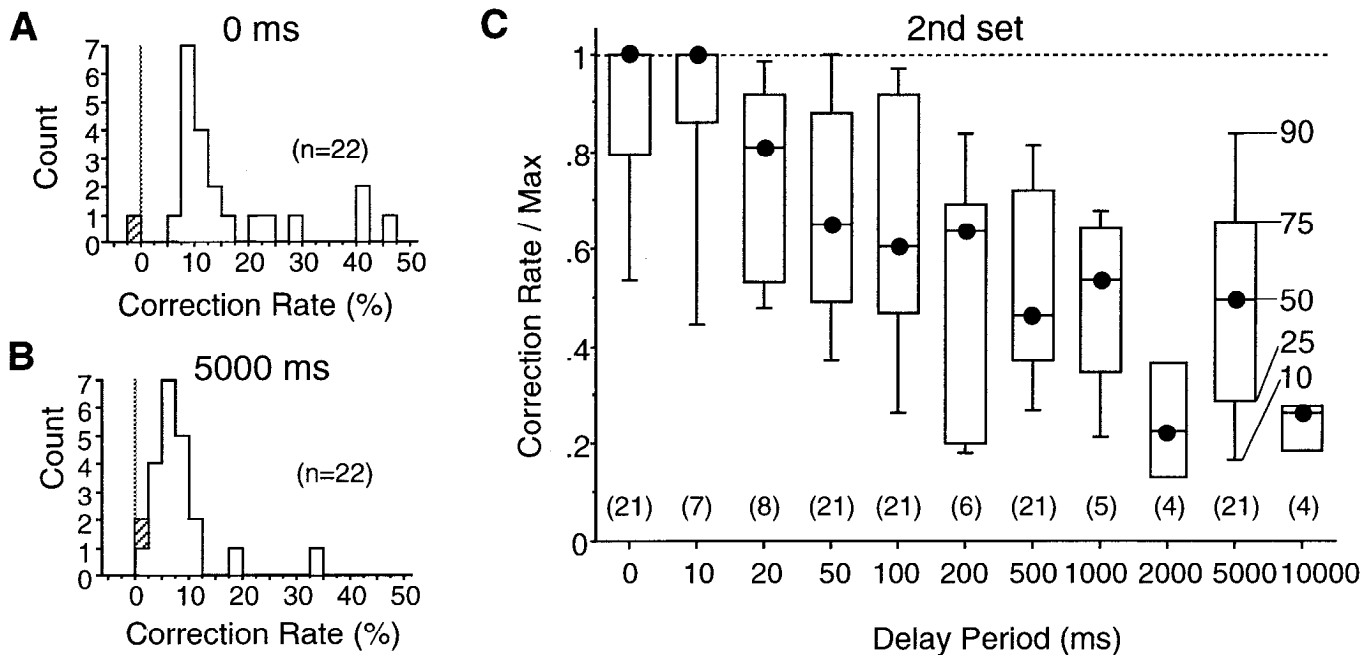 A
0 ms
7
6
5
4
3
2
1
0
Count
(n=22)
0 10 20 30 40 50
Correction Rate (%)
B
5000 ms
7
6
5
4
3
2
1
0
Count
(n=22)
0 10 20 30 40 50
Correction Rate (%)
C
2nd set
1
.8
.6
.4
.2
0
Correction Rate / Max
90
75
50
25
10
(21) (7) (8) (21) (21) (6) (21) (5) (4) (21) (4)
0 10 20 50 100 200 500 1000 2000 5000 10000
Delay Period (ms)